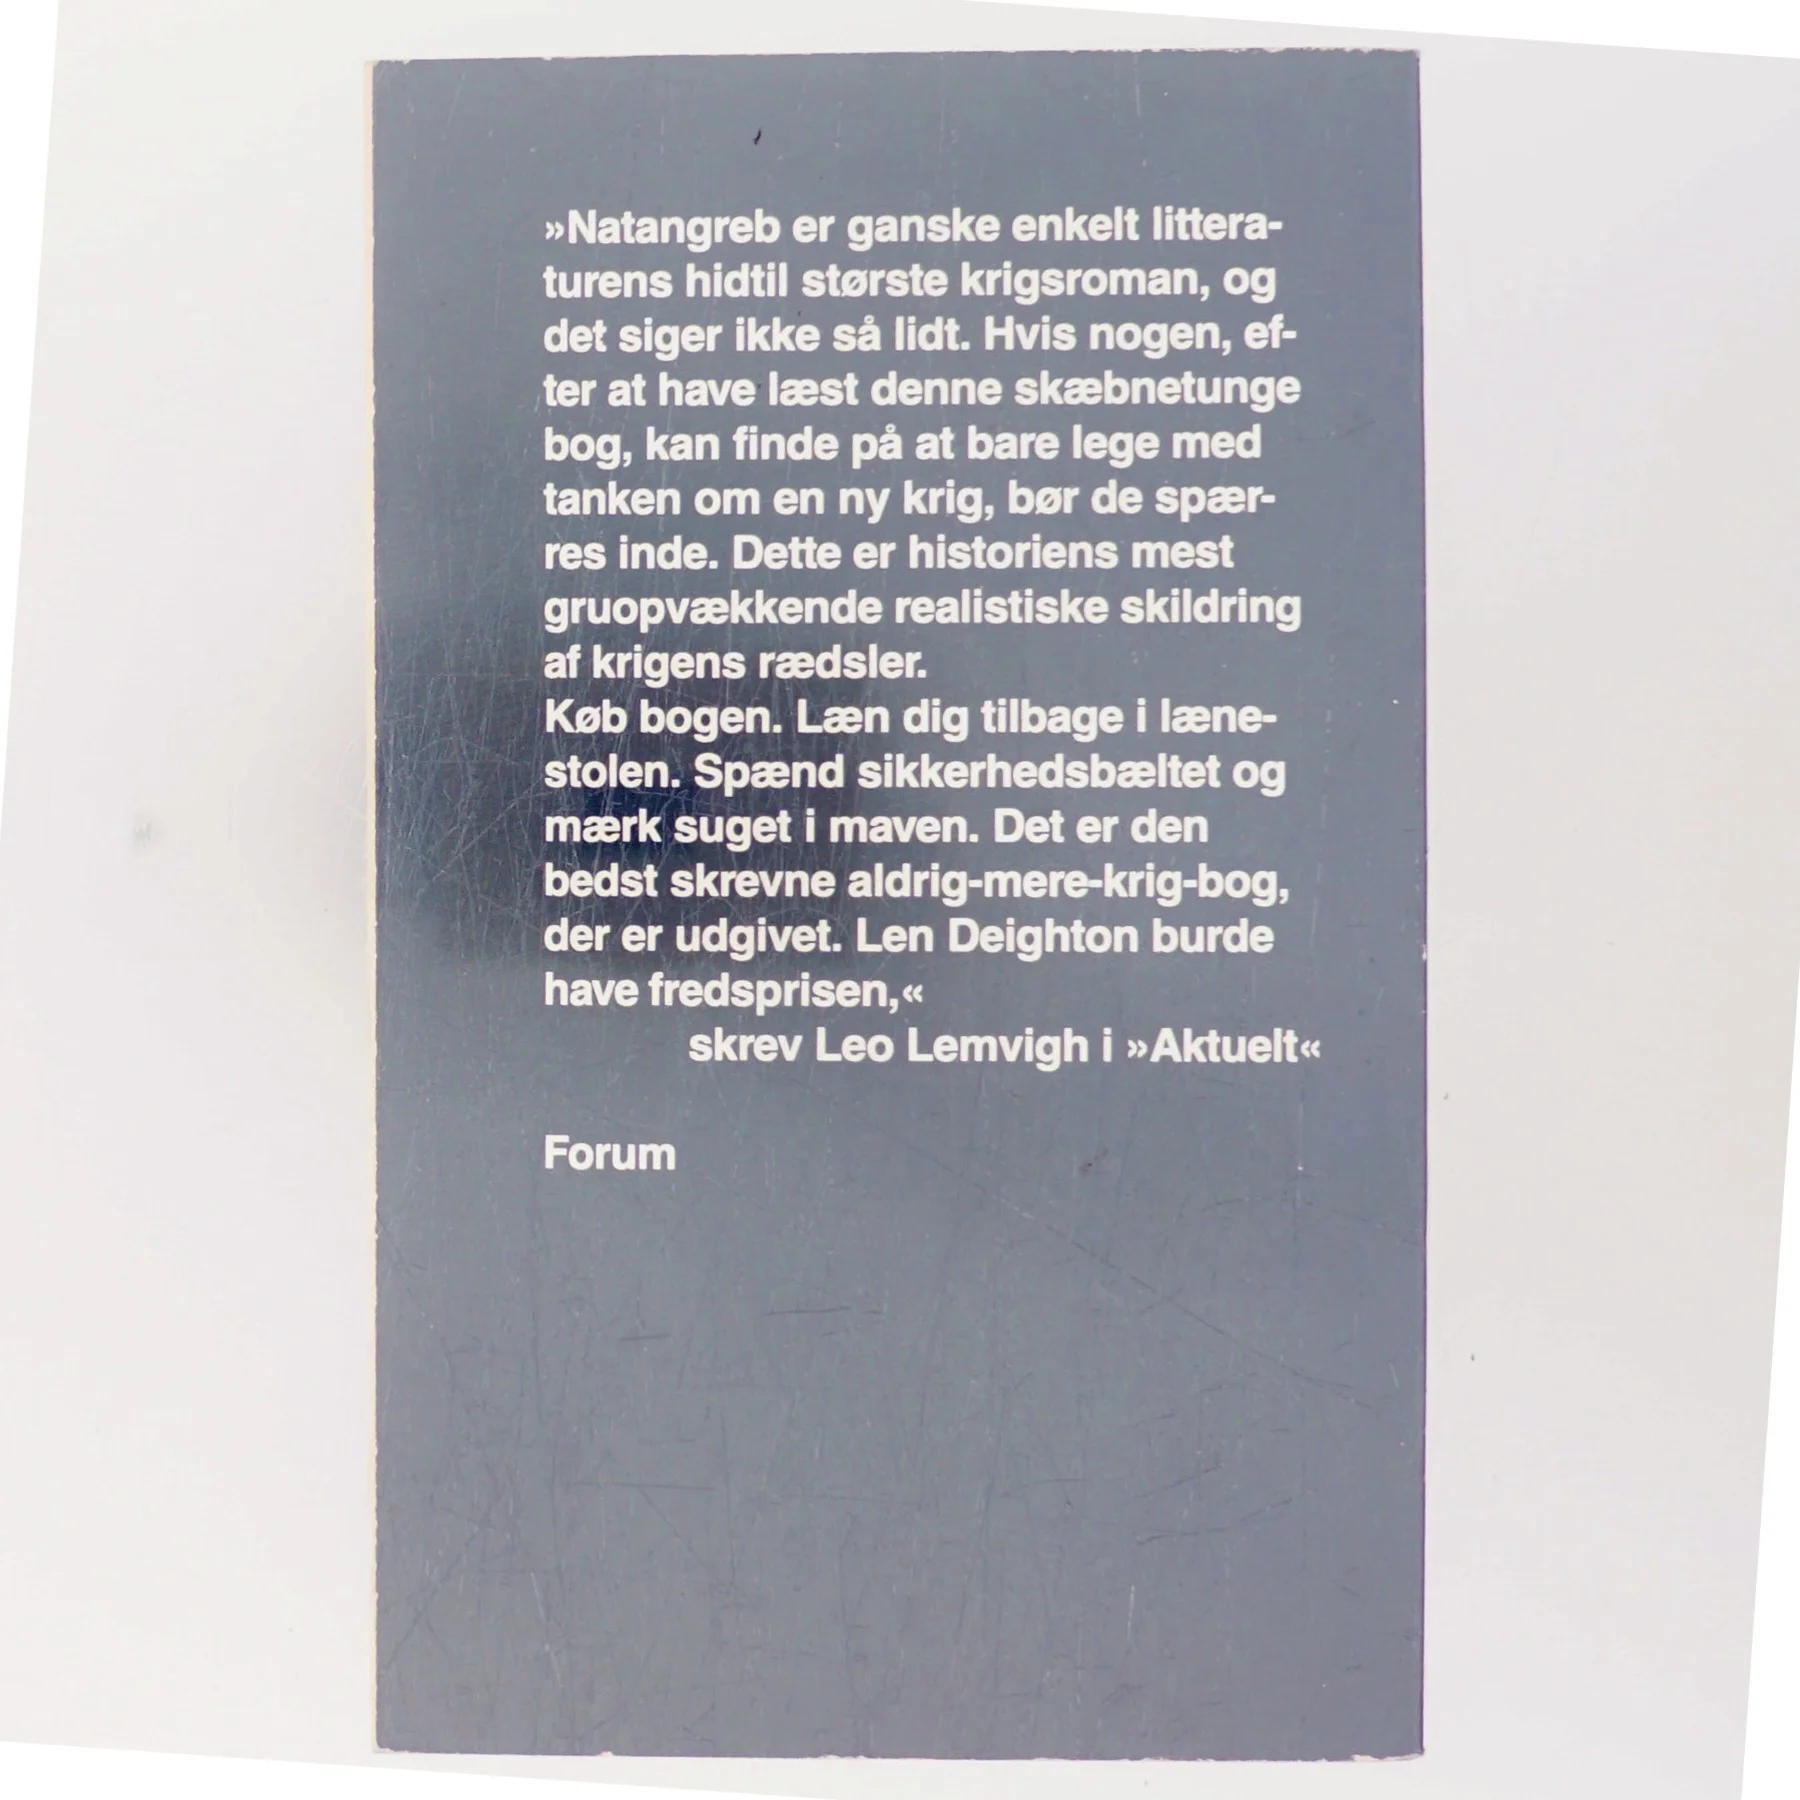 »Natangreb er ganske enkelt littera-
turens hidtil største krigsroman, og
det siger ikke så lidt. Hvis nogen, ef-
ter at have læst denne skæbnetunge
bog, kan finde på at bare lege med
tanken om en ny krig, bør de spær-
res inde. Dette er historiens mest
gruopvækkende realistiske skildring
af krigens rædsler.
Køb bogen. Læn dig tilbage i læne-
stolen. Spænd sikkerhedsbæltet og
mærk suget i maven. Det er den
bedst skrevne aldrig-mere-krig-bog,
der er udgivet. Len Deighton burde
have fredsprisen,«
skrev Leo Lemvigh i »Aktuelt«
Forum